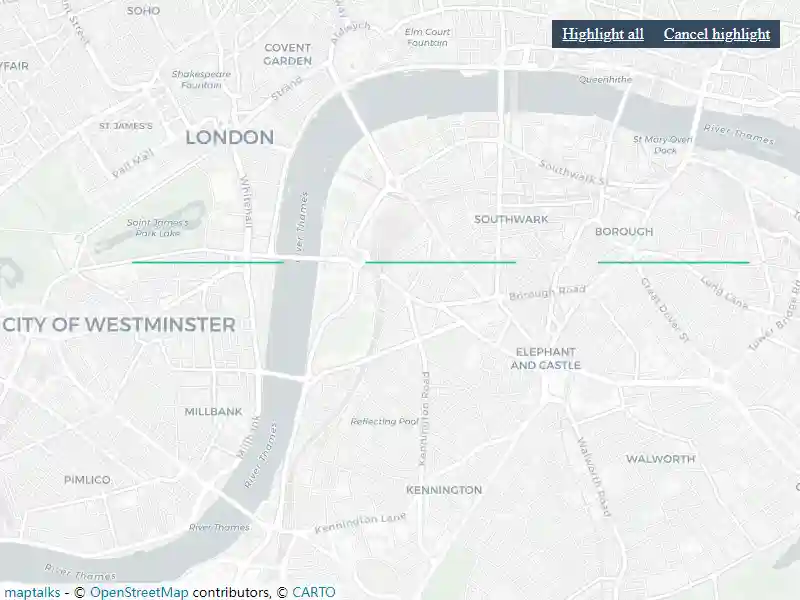 SOHO
COVENT
GARDEN
Aldwych
Elm Court
Fountain
Highlight all Cancel highlight
Shakespeare
Fountain
Strand
Queenhithe
ST JAMES'S
LONDON
St Mary Overi
Dock
River Thames
Pall Mall
Southwark St
Whitehall
River Thames
SOUTHWARK
Saint James's
Park Lake
BOROUGH
Borough Road
Great Dover St
Long Lane
Tower Bridge Rd
CITY OF WESTMINSTER
ELEPHANT
AND CASTLE
MILLBANK
Millbank
River Thames
Reflecting Pool
Kennington Road
Walworth Road
WALWORTH
PIMLICO
KENNINGTON
River Thames
Kennington Lane
River Thames
maptalks - © OpenStreetMap contributors, © CARTO